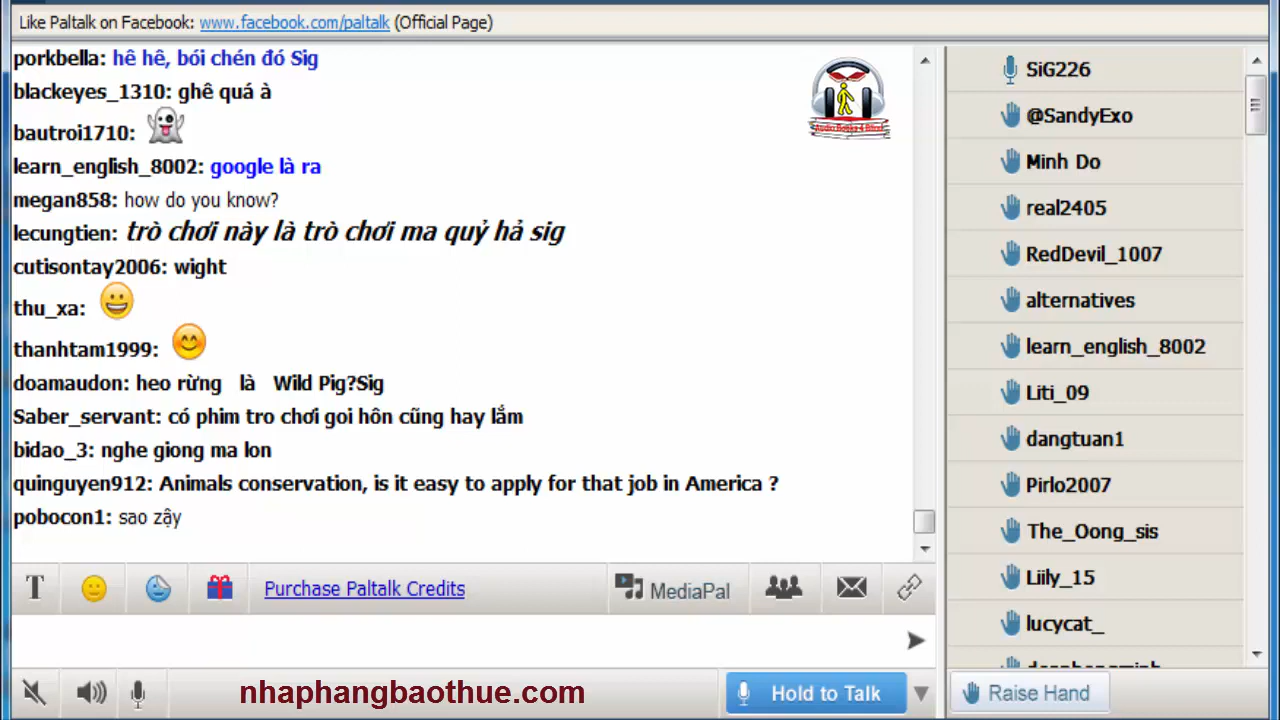 Like Paltalk on Facebook: www.facebook.com/paltalk (Official Page)
porkbella: hê hê, bói chén đó Sig
blackeyes_1310: ghê quá à
bautroi1710:
learn_english_8002: google là ra
megan858: how do you know?
lecungtien: trò chơi này là trò chơi ma quỷ hả sig
cutisontay2006: wight
thu_xa:
thanhtam1999:
doamaudon: heo rừng là Wild Pig?Sig
Saber_servant: có phim tro chơi goi hôn cũng hay lắm
bidao_3: nghe giong ma lon
quinguyen912: Animals conservation, is it easy to apply for that job in America ?
pobocon1: sao zậy
Audio Books 4 Blind
T
Purchase Paltalk Credits
MediaPal
nhaphangbaothue.com
Hold to Talk
SiG226
@SandyExo
Minh Do
real2405
RedDevil_1007
alternatives
learn_english_8002
Liti_09
dangtuan1
Pirlo2007
The_Oong_sis
Liily_15
lucycat_
Raise Hand